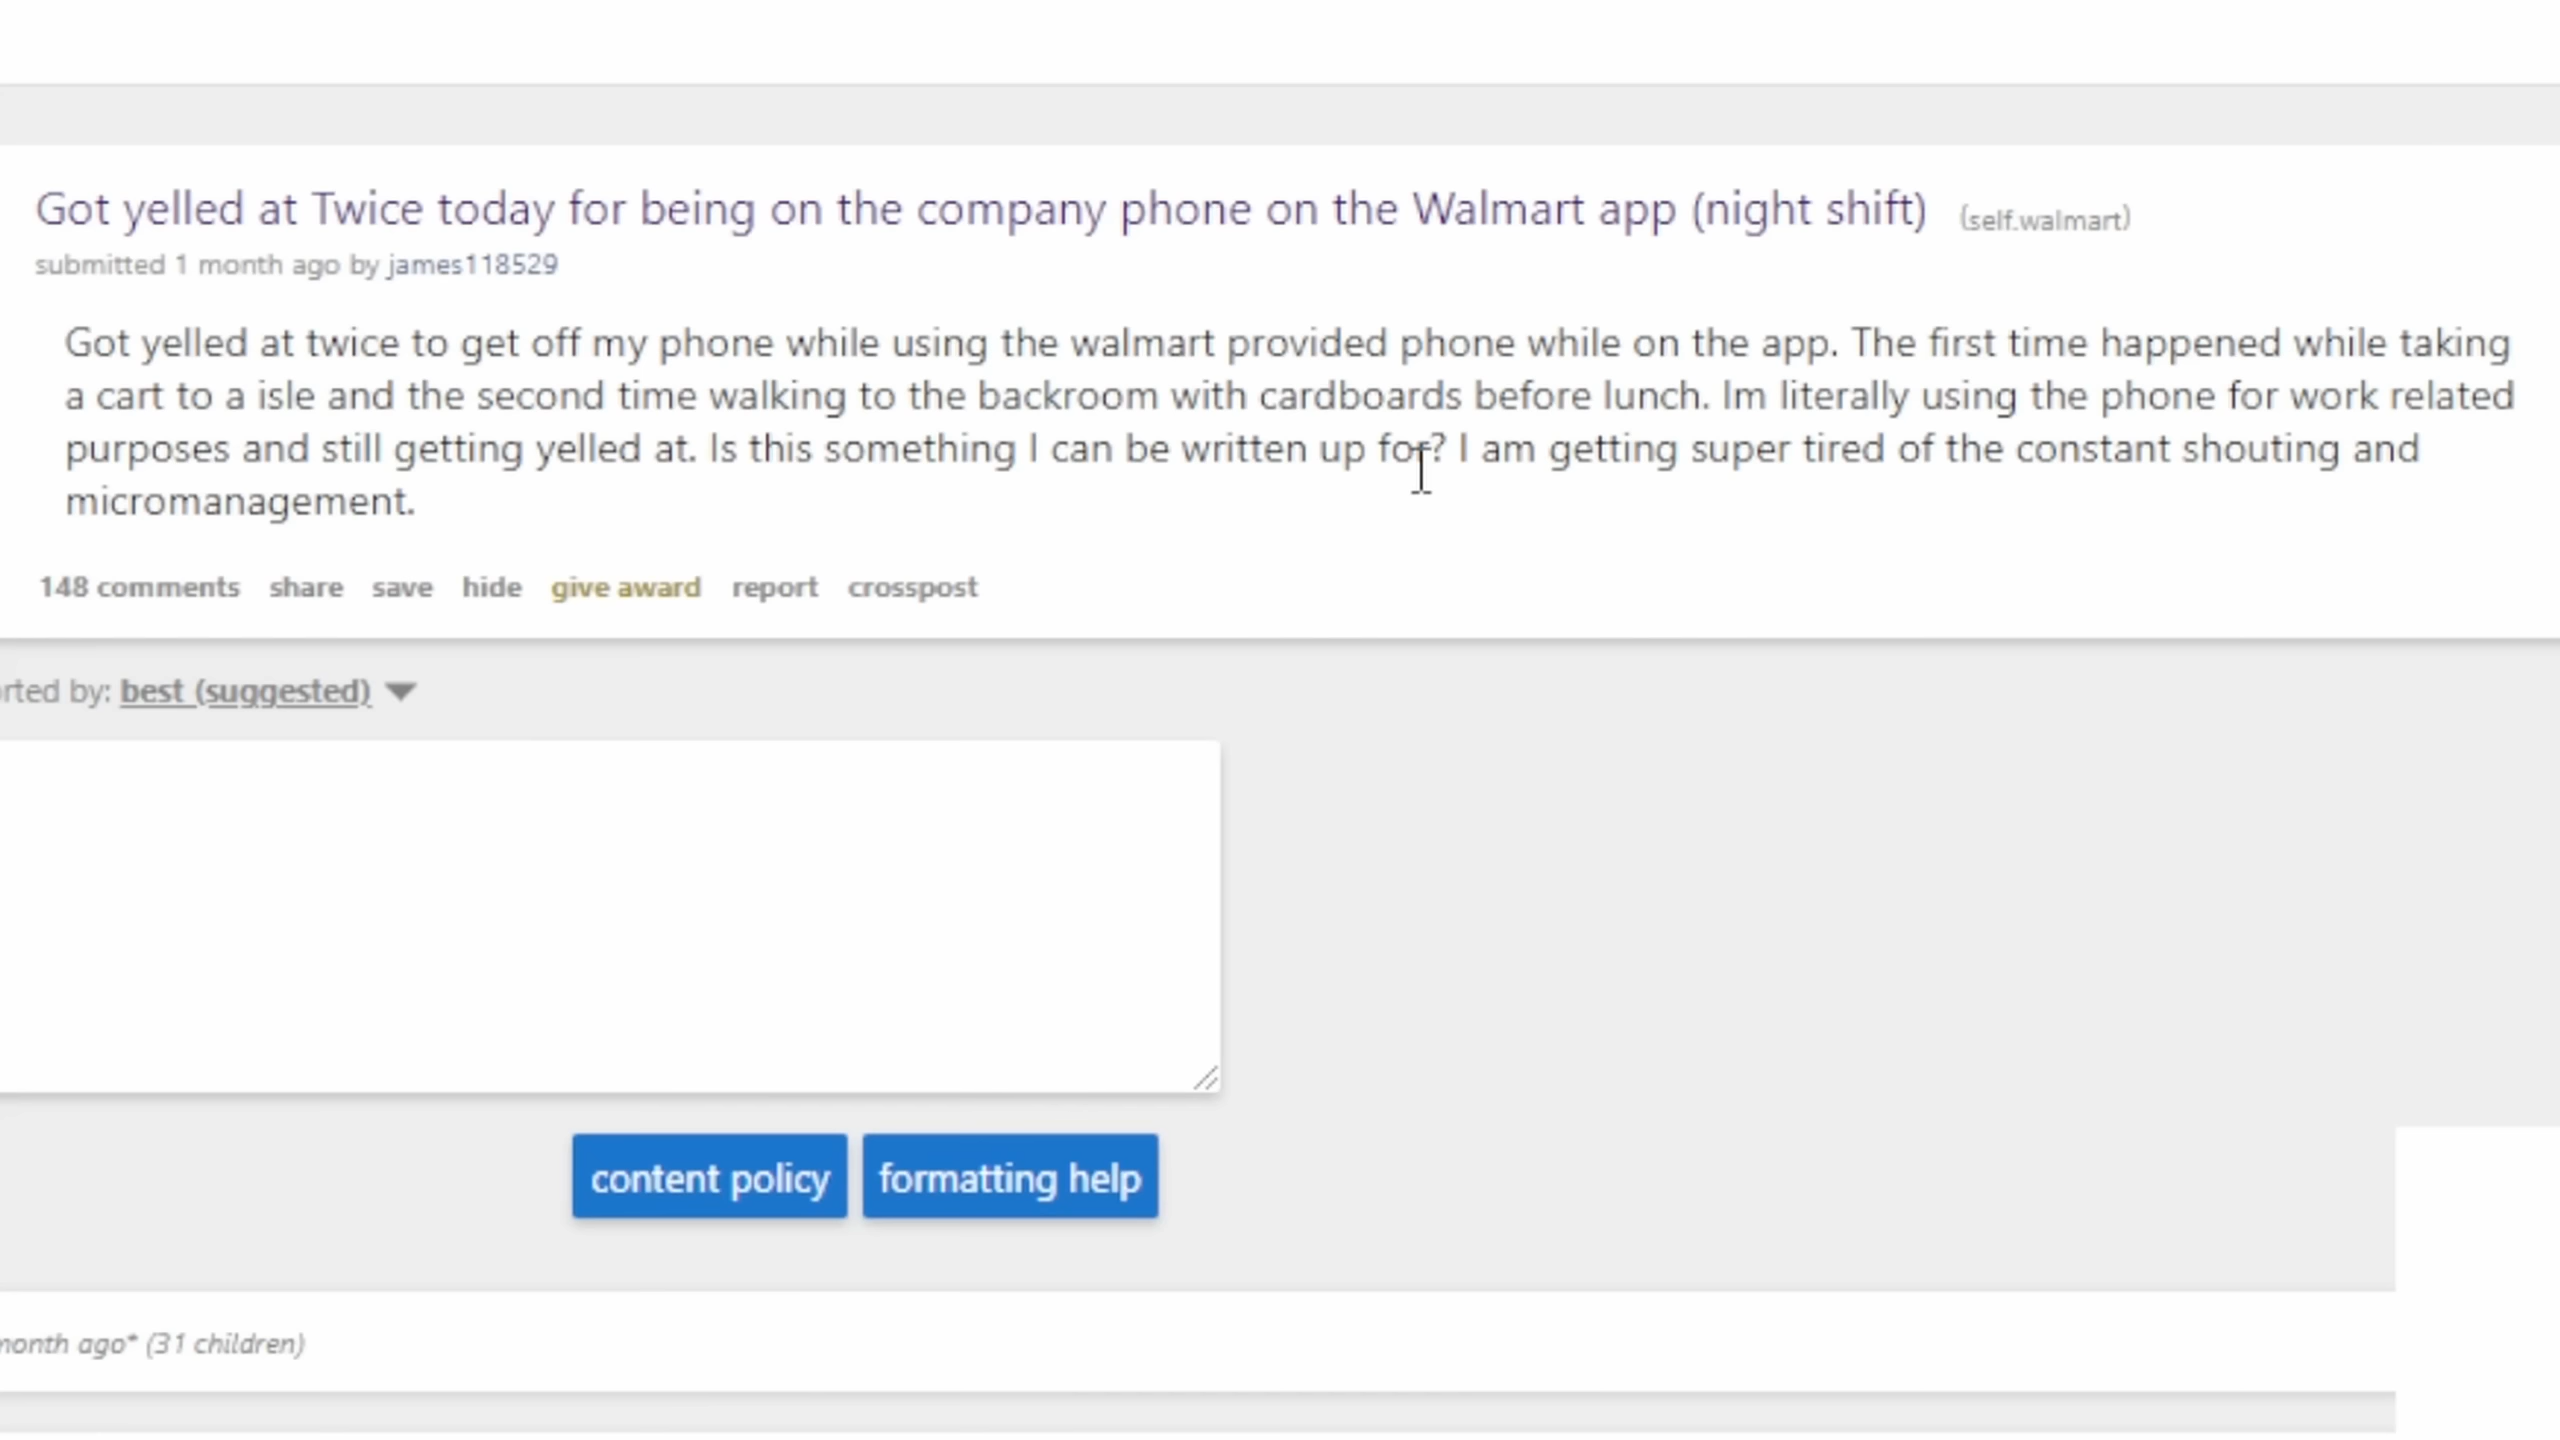 Got yelled at Twice today for being on the company phone on the Walmart app (night shift) (self.walmart)
submitted 1 month ago by james118529
Got yelled at twice to get off my phone while using the walmart provided phone while on the app. The first time happened while taking
a cart to a isle and the second time walking to the backroom with cardboards before lunch. Im literally using the phone for work related
purposes and still getting yelled at. Is this something I can be written up for? I am getting super tired of the constant shouting and
micromanagement.
148 comments share save hide give award report crosspost
rted by: best (suggested)
content policy formatting help
month ago* (31 children)